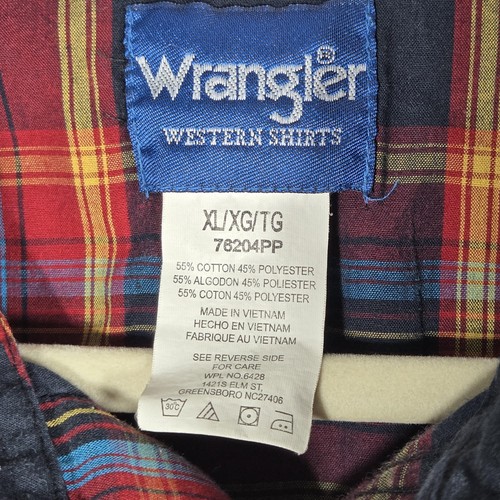 Wrangler
WESTERN SHIRTS
XL/XG/TG
76204PP
55% COTTON 45% POLYESTER
55% ALGODON 45% POLIESTER
55% COTON 45% POLYESTER
MADE IN VIETNAM
HECHO EN VIETNAM
FABRIQUE AU VIETNAM
SEE REVERSE SIDE
FOR CARE
WPL NO.6428
1421S ELM ST,
GREENSBORO NC27406
30°C